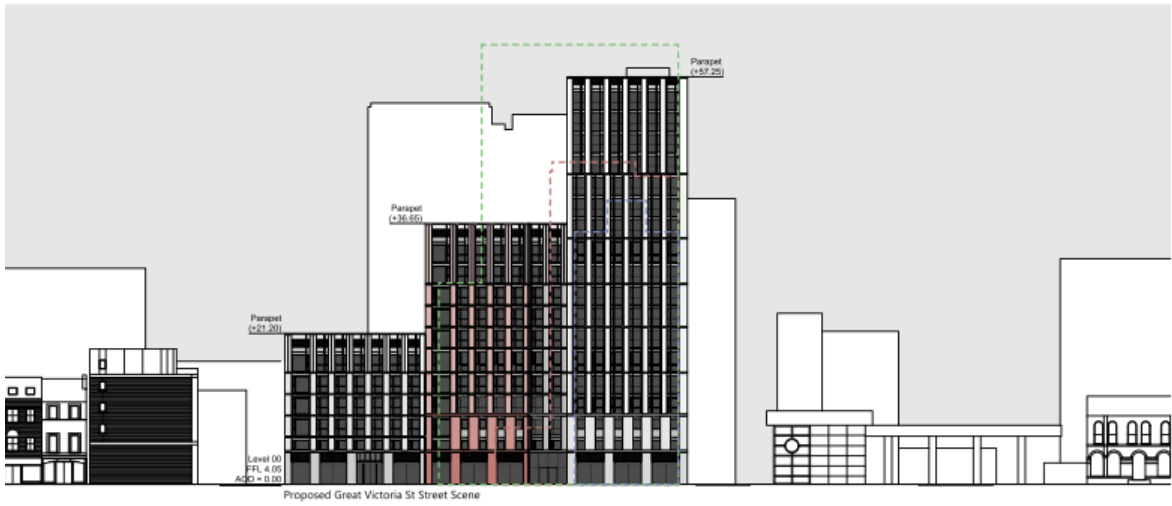 Parapet
(+57.25)
Parapet
(+36.65)
Parapet
(+21.20)
Level 00
FFL 4.05
AOD = 0.00
Proposed Great Victoria St Street Scene